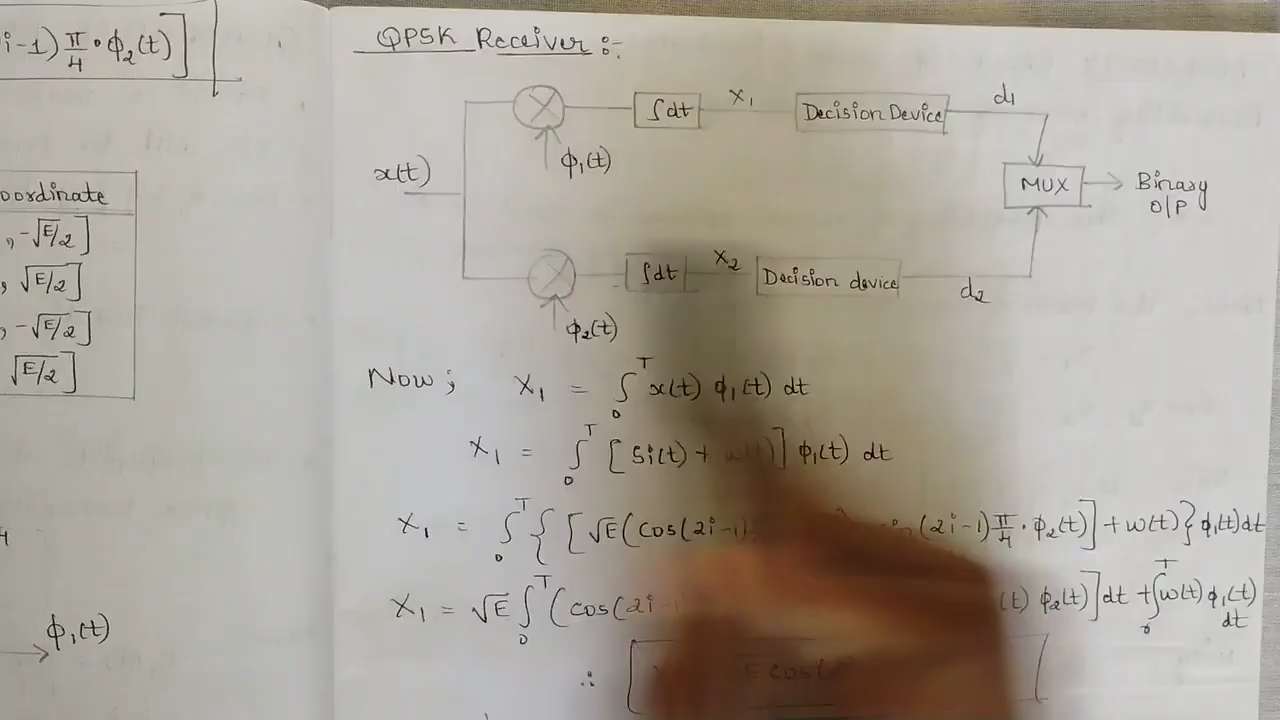 i-1) π/4 · ϕ₂(t)]
oordinate
, -√E/2]
, √E/2]
, -√E/2]
√E/2]
ϕ₁(t)
QPSK Receiver :-
x(t)
ϕ₁(t)
∫dt
X₁
Decision Device
d₁
MUX
Binary
O/P
ϕ₂(t)
∫dt
X₂
Decision device
d₂
Now; X₁ = ∫₀ᵀ x(t) ϕ₁(t) dt
X₁ = ∫₀ᵀ [Si(t) + w(t)] ϕ₁(t) dt
X₁ = ∫₀ᵀ { [√E(cos(2i-1) (2i-1) π/4 · ϕ₂(t)] + w(t) } ϕ₁(t) dt
X₁ = √E ∫₀ᵀ (cos(2i-1 (t) ϕ₂(t)] dt + ∫₀ᵀ w(t) ϕ₁(t) dt
∴ [ E cos(